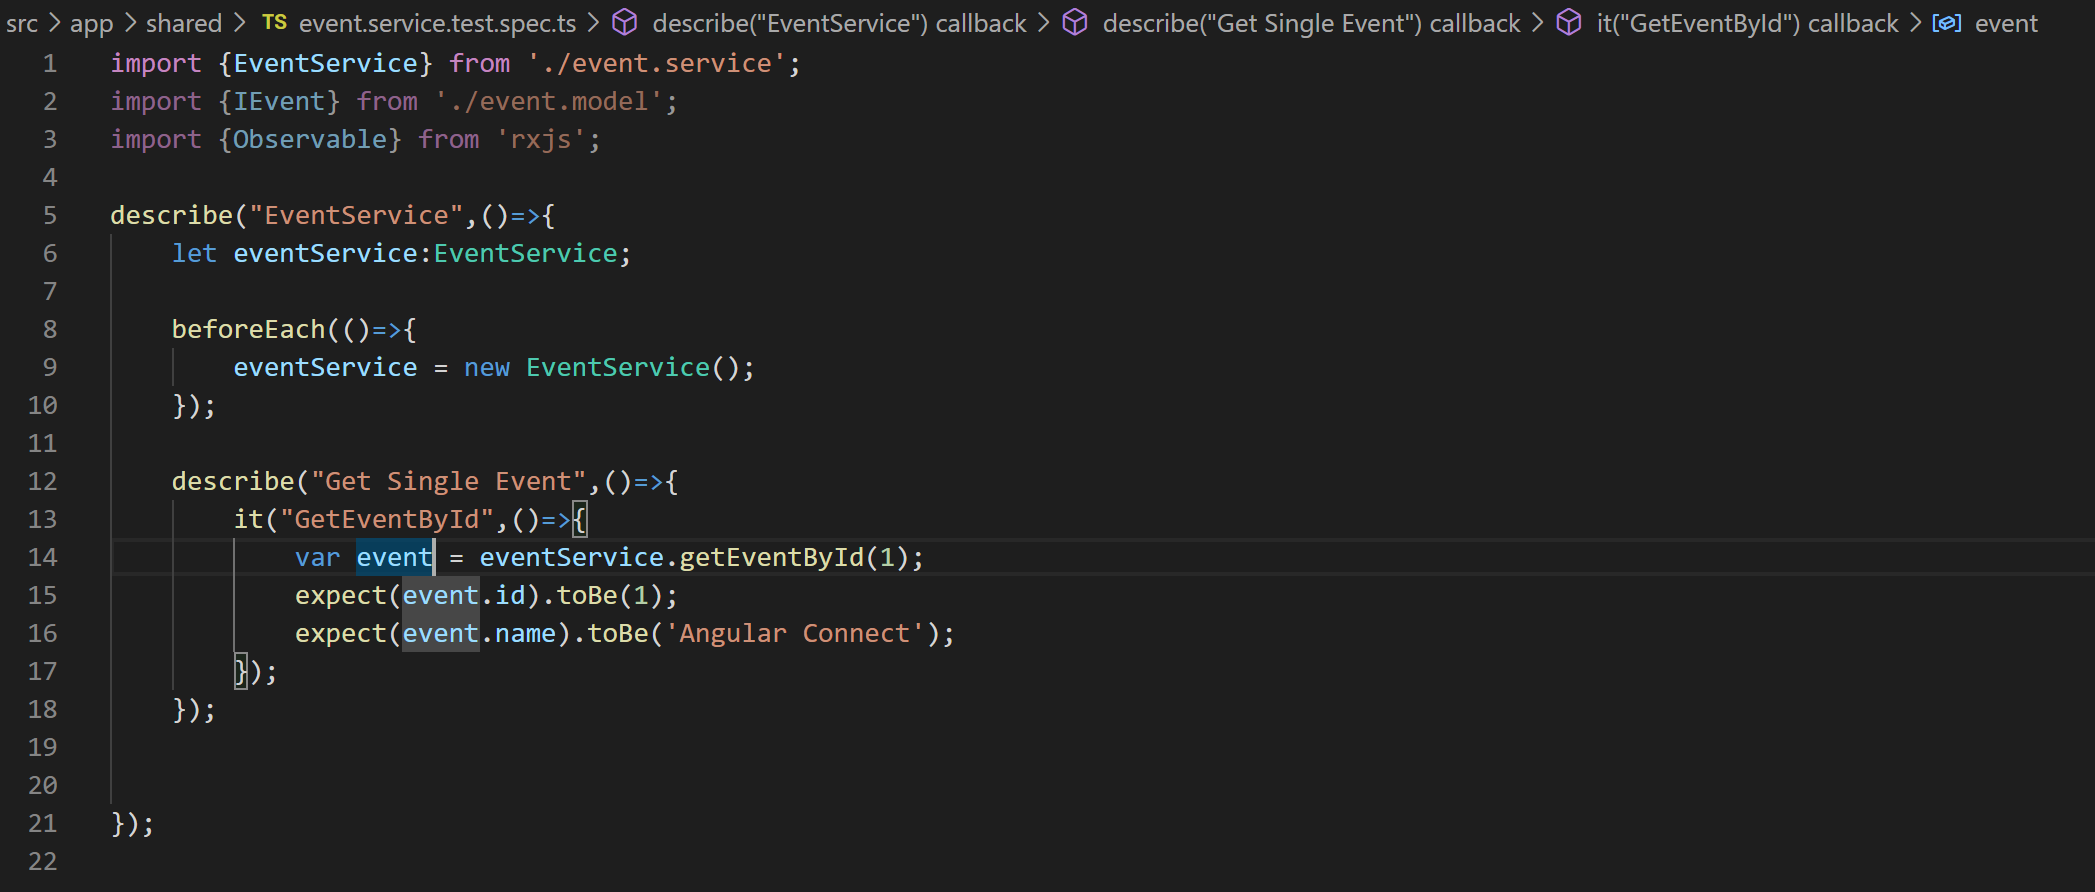 src > app > shared > TS event.service.test.spec.ts > describe("EventService") callback > describe("Get Single Event") callback > it("GetEventById") callback > event
1 import {EventService} from './event.service';
2 import {IEvent} from './event.model';
3 import {Observable} from 'rxjs';
4
5 describe("EventService",()=>{
6     let eventService:EventService;
7
8     beforeEach(()=>{
9         eventService = new EventService();
10     });
11
12     describe("Get Single Event",()=>{
13         it("GetEventById",()=>{
14             var event = eventService.getEventById(1);
15             expect(event.id).toBe(1);
16             expect(event.name).toBe('Angular Connect');
17         });
18     });
19
20
21 });
22